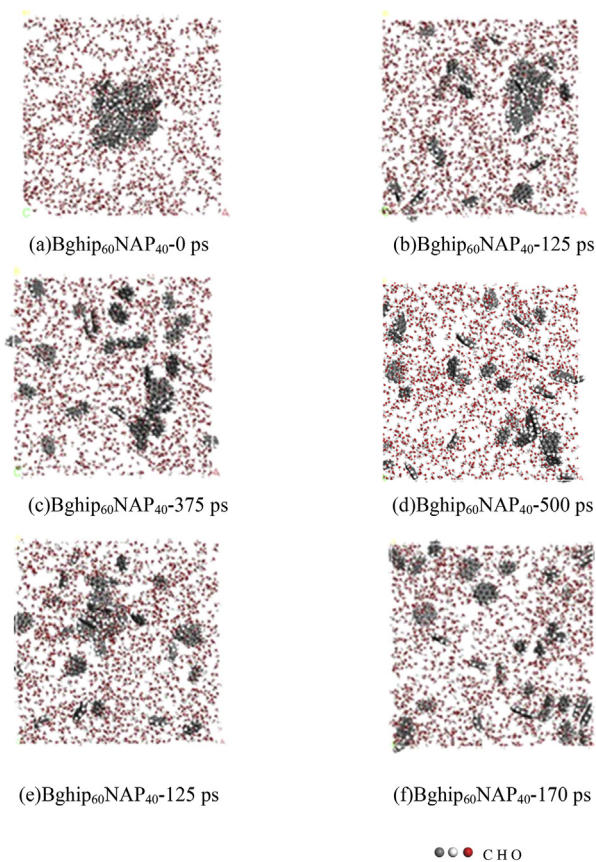 (a)Bghip₆₀NAP₄₀-0 ps
(b)Bghip₆₀NAP₄₀-125 ps
(c)Bghip₆₀NAP₄₀-375 ps
(d)Bghip₆₀NAP₄₀-500 ps
(e)Bghip₆₀NAP₄₀-125 ps
(f)Bghip₆₀NAP₄₀-170 ps
C H O